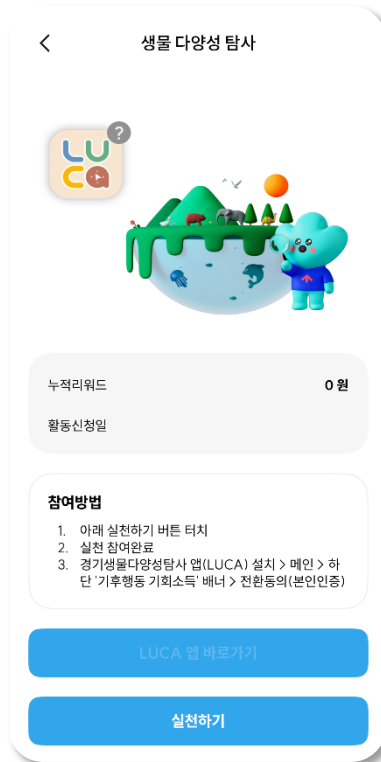 생물 다양성 탐사
LUCa
?
누적리워드 0 원
활동신청일
참여방법
1. 아래 실천하기 버튼 터치
2. 실천 참여완료
3. 경기생물다양성탐사 앱(LUCA) 설치 > 메인 > 하
단 '기후행동 기회소득' 배너 > 전환동의(본인인증)
LUCA 앱 바로가기
실천하기